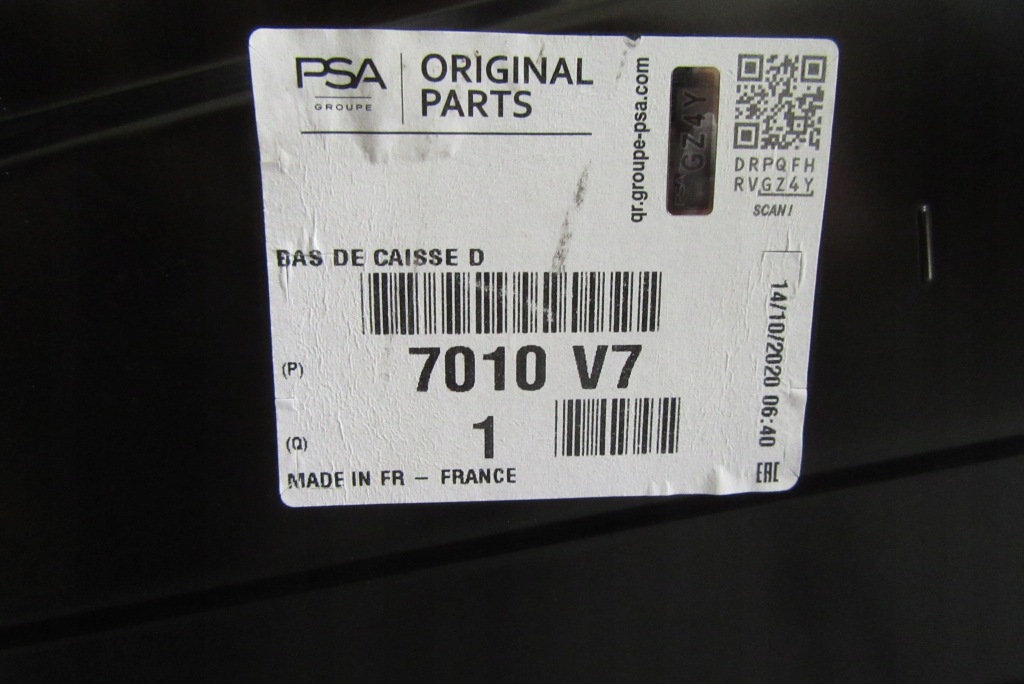 PSA
GROUPE
ORIGINAL
PARTS
qr.groupe-psa.com
GZ4Y
DRPQFH
RVGZ4Y
SCAN!
BAS DE CAISSE D
(P)
7010 V7
(Q)
1
MADE IN FR - FRANCE
14/10/2020 06:40
EAC